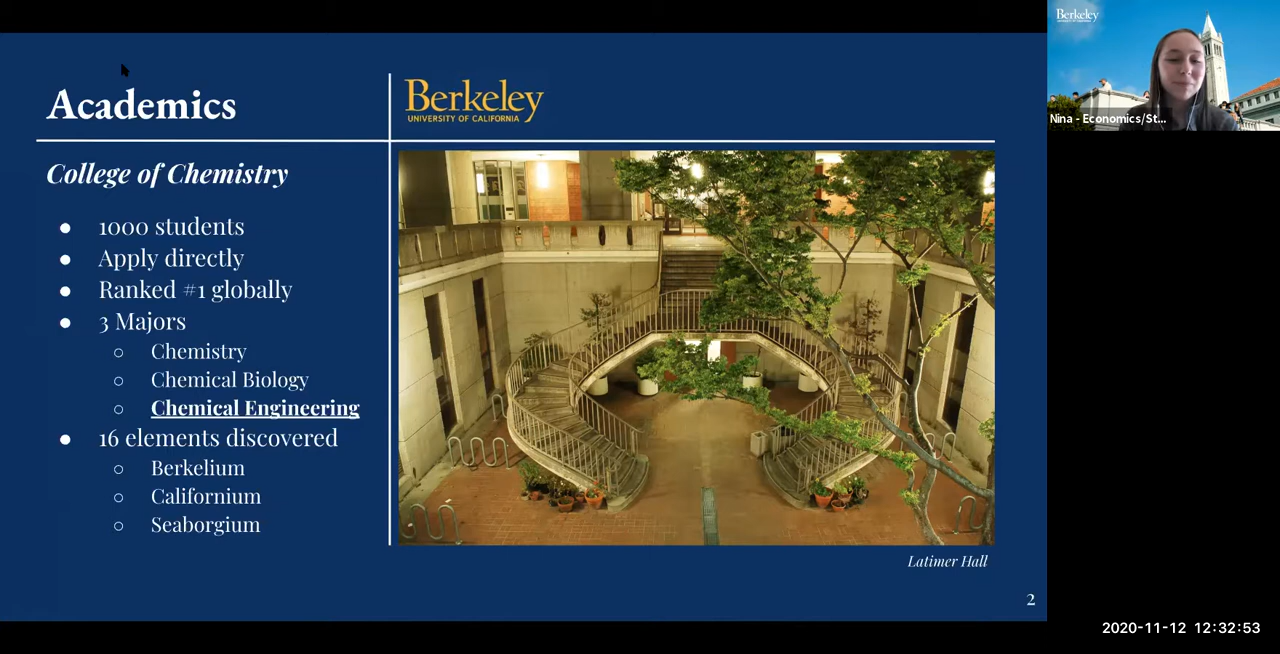 Academics
Berkeley
UNIVERSITY OF CALIFORNIA
College of Chemistry
● 1000 students
● Apply directly
● Ranked #1 globally
● 3 Majors
○ Chemistry
○ Chemical Biology
○ Chemical Engineering
● 16 elements discovered
○ Berkelium
○ Californium
○ Seaborgium
Latimer Hall
2
Berkeley
Nina - Economics/St...
2020-11-12 12:32:53